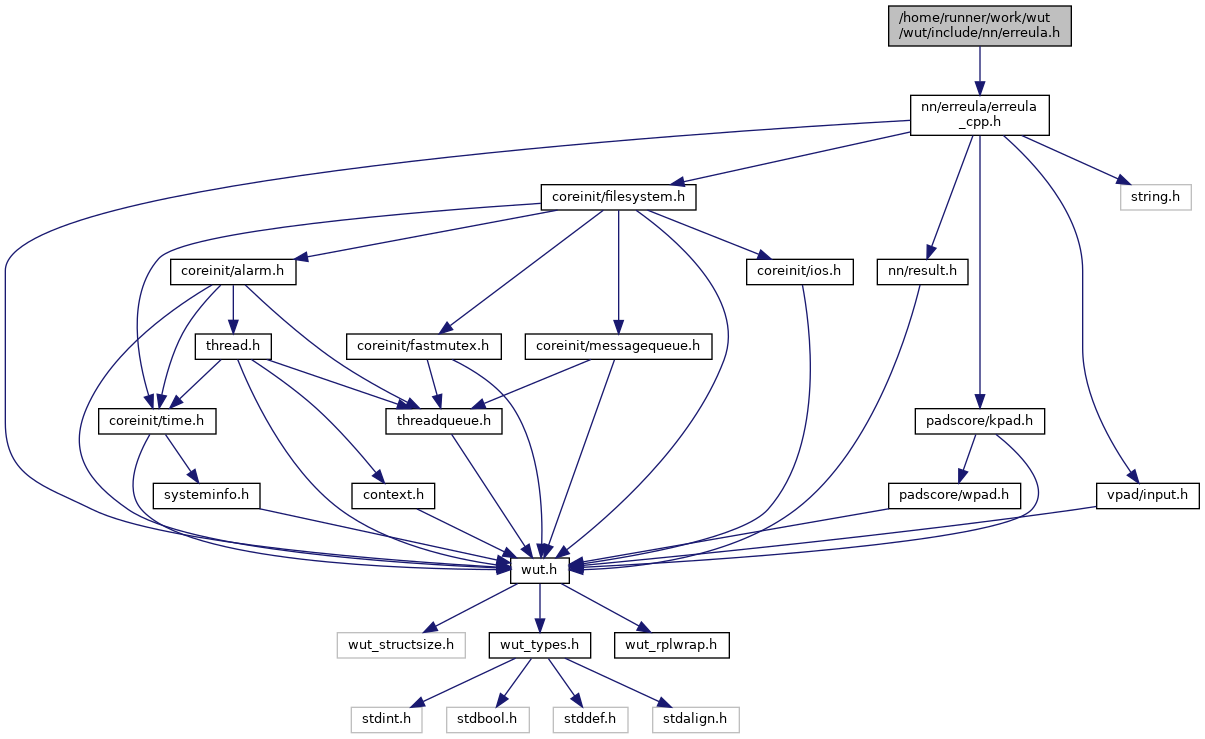 /home/runner/work/wut
/wut/include/nn/erreula.h
nn/erreula/erreula
_cpp.h
coreinit/filesystem.h
string.h
coreinit/alarm.h
coreinit/ios.h
nn/result.h
thread.h
coreinit/fastmutex.h
coreinit/messagequeue.h
coreinit/time.h
threadqueue.h
padscore/kpad.h
systeminfo.h
context.h
padscore/wpad.h
vpad/input.h
wut.h
wut_structsize.h
wut_types.h
wut_rplwrap.h
stdint.h
stdbool.h
stddef.h
stdalign.h